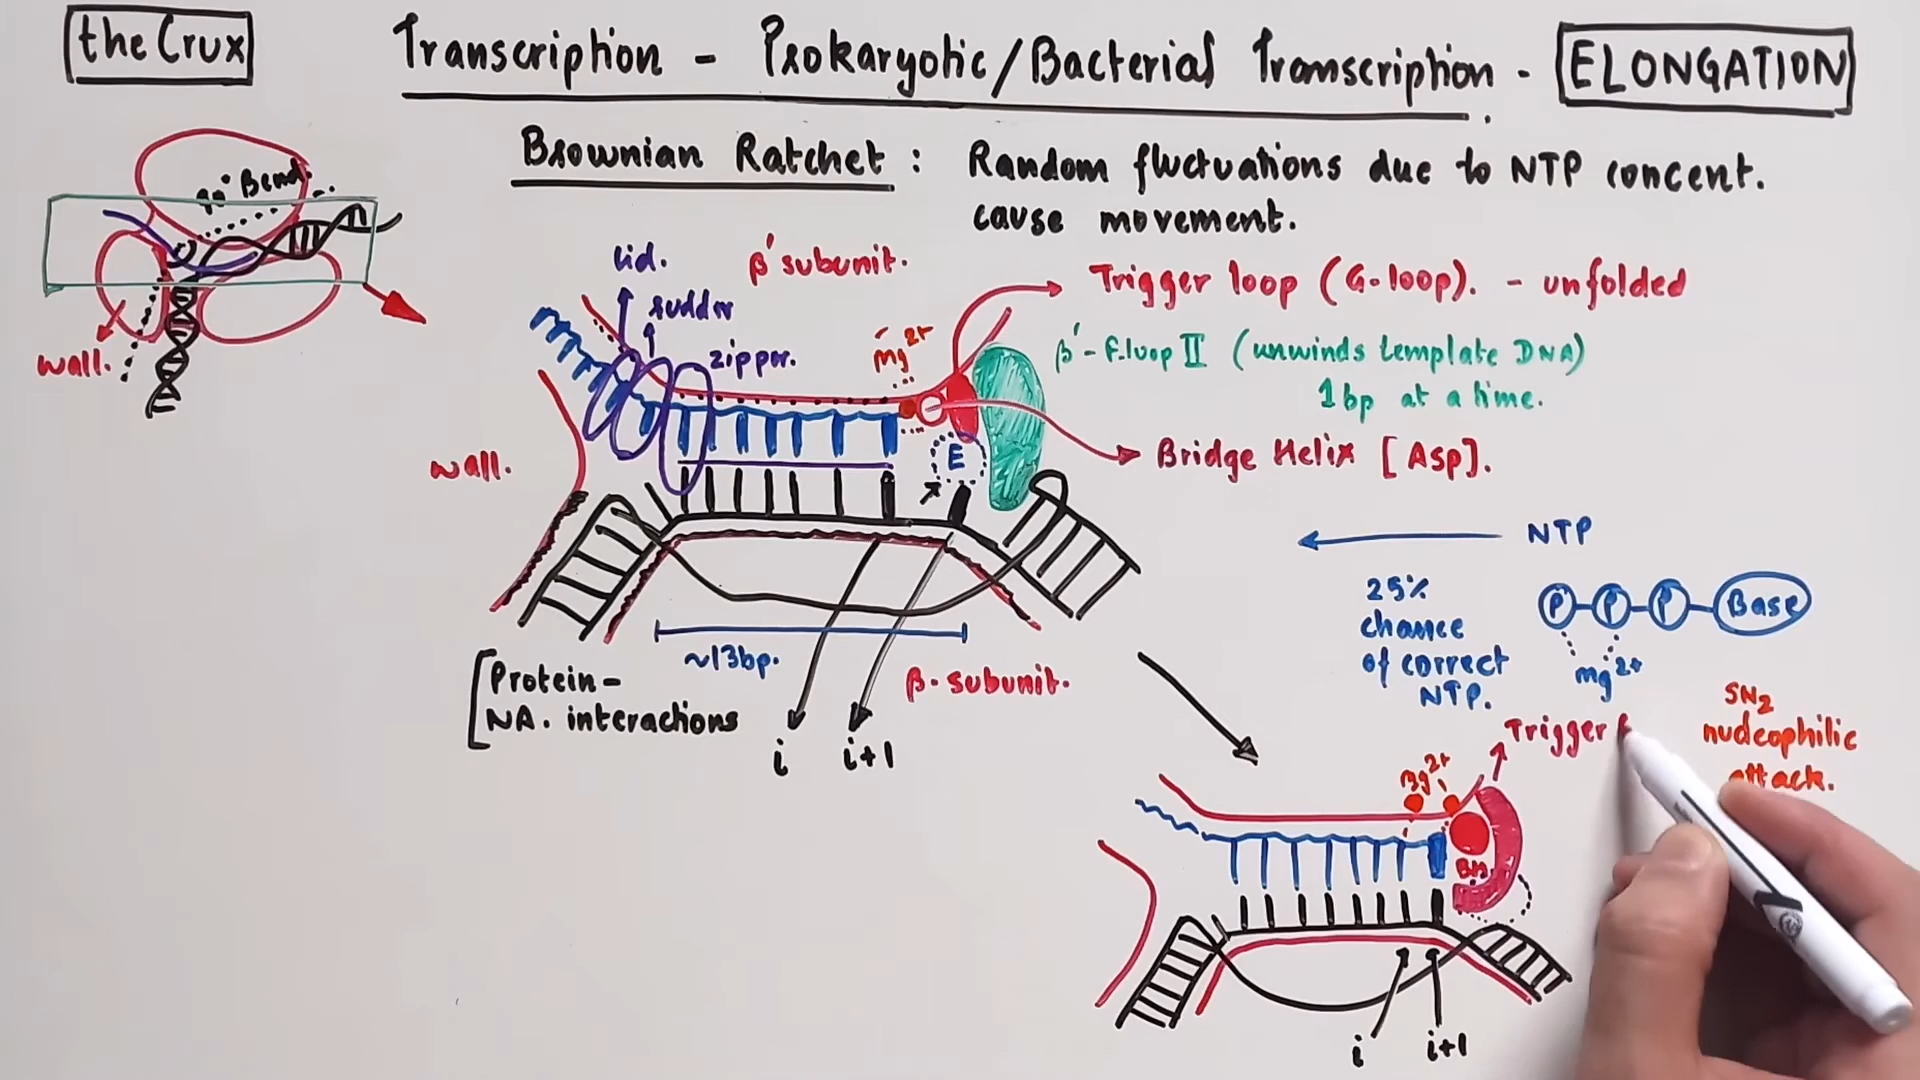 the Crux
Transcription - Prokaryotic/Bacterial Transcription - ELONGATION
Brownian Ratchet : Random fluctuations due to NTP concent.
cause movement.
90° Bend.
wall.
lid.
rudder
zipper.
β' subunit.
Mg2+
Trigger loop (G-loop). - unfolded
β'- F-loop II (unwinds template DNA)
1bp at a time.
Bridge Helix [Asp].
wall.
E
~13bp.
β-subunit.
[Protein-
NA. interactions
i
i+1
NTP
25%
chance
of correct
NTP.
P-P-P-Base
Mg2+
SN2
nucleophilic
attack.
Trigger
Mg2+
BH.
i
i+1